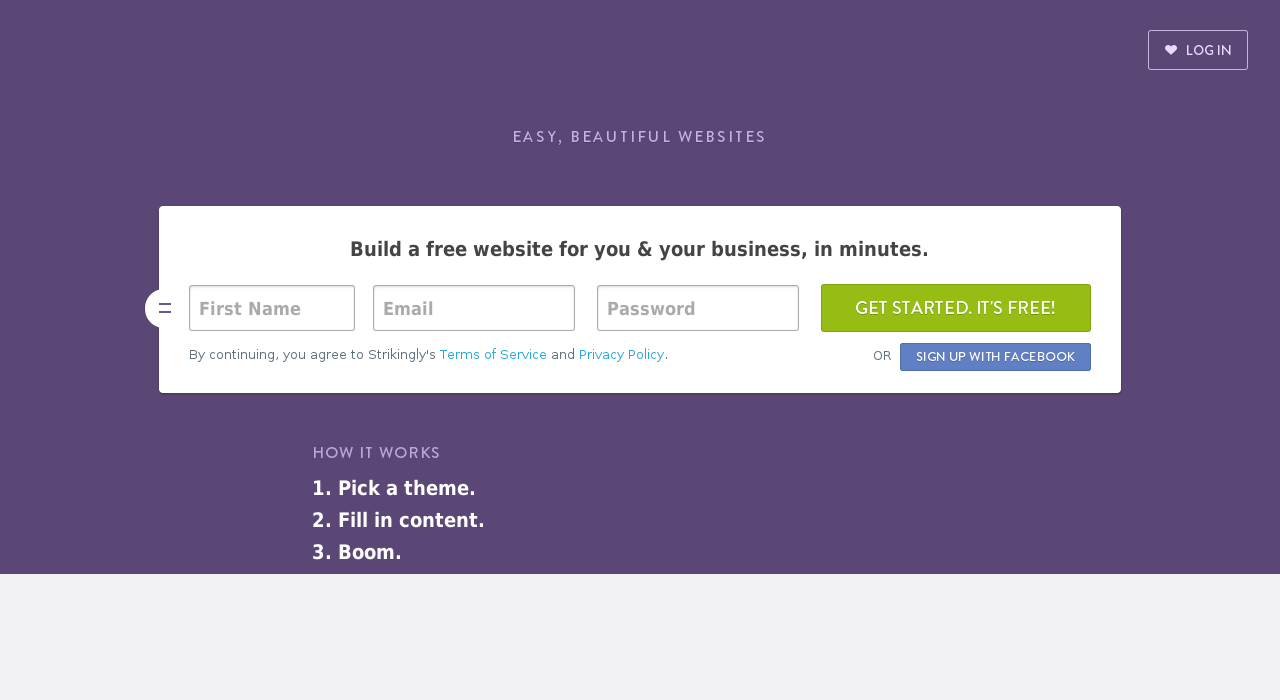 LOG IN
EASY, BEAUTIFUL WEBSITES
Build a free website for you & your business, in minutes.
First Name
Email
Password
GET STARTED. IT'S FREE!
By continuing, you agree to Strikingly's Terms of Service and Privacy Policy.
OR
SIGN UP WITH FACEBOOK
HOW IT WORKS
1. Pick a theme.
2. Fill in content.
3. Boom.